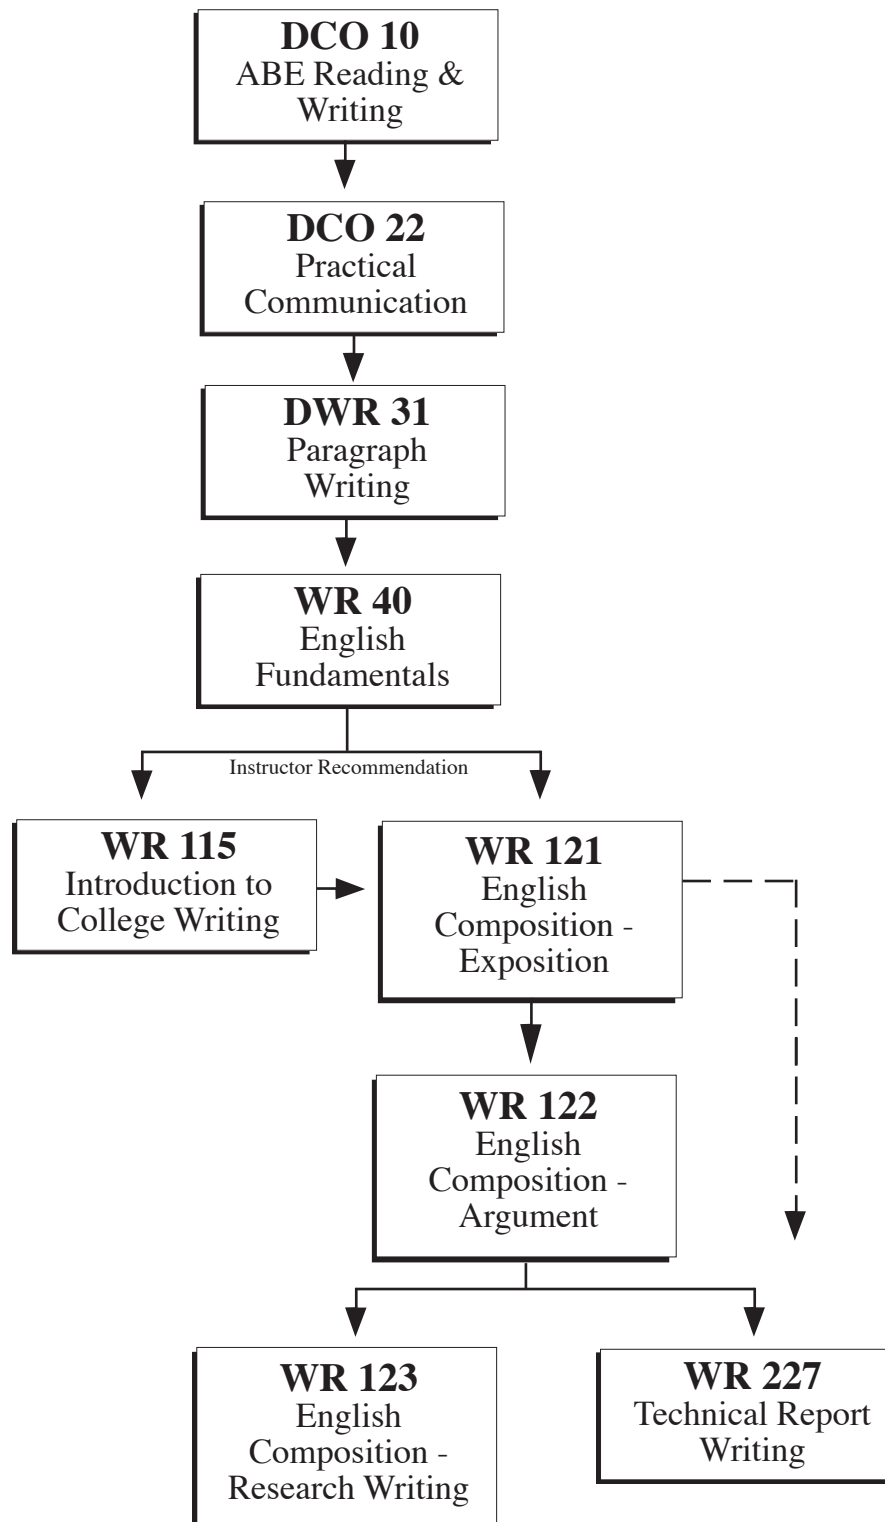 DCO 10
ABE Reading &
Writing
DCO 22
Practical
Communication
DWR 31
Paragraph
Writing
WR 40
English
Fundamentals
Instructor Recommendation
WR 115
Introduction to
College Writing
WR 121
English
Composition -
Exposition
WR 122
English
Composition -
Argument
WR 123
English
Composition -
Research Writing
WR 227
Technical Report
Writing